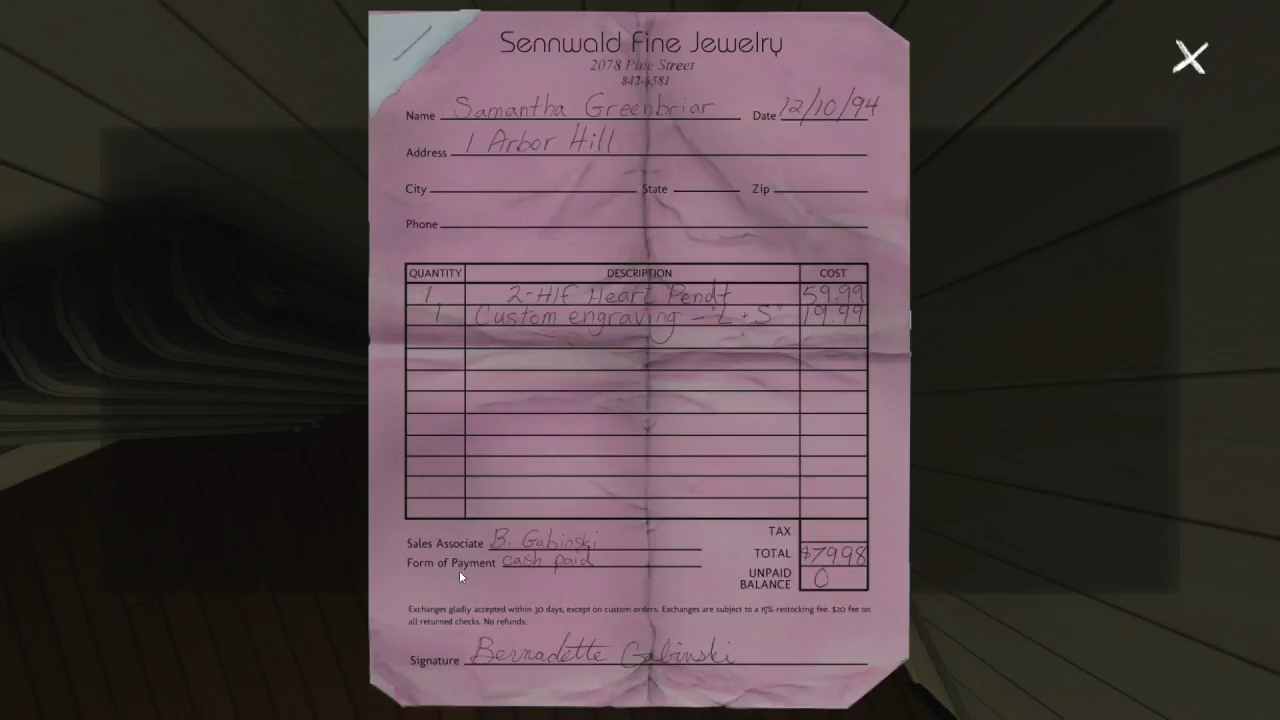 Sennwald Fine Jewelry
2078 Pine Street
842-1581
Name Samantha Greenbriar Date 12/10/94
Address 1 Arbor Hill
City State Zip
Phone
QUANTITY DESCRIPTION COST
1 2-Hlf Heart Pendt 59.99
1 Custom engraving - "L + S" 19.99
TAX
Sales Associate B. Gabinski
TOTAL $79.98
Form of Payment cash paid
UNPAID BALANCE 0
Exchanges gladly accepted within 30 days, except on custom orders. Exchanges are subject to a 15% restocking fee. $20 fee on
all returned checks. No refunds.
Signature Bernadette Gabinski